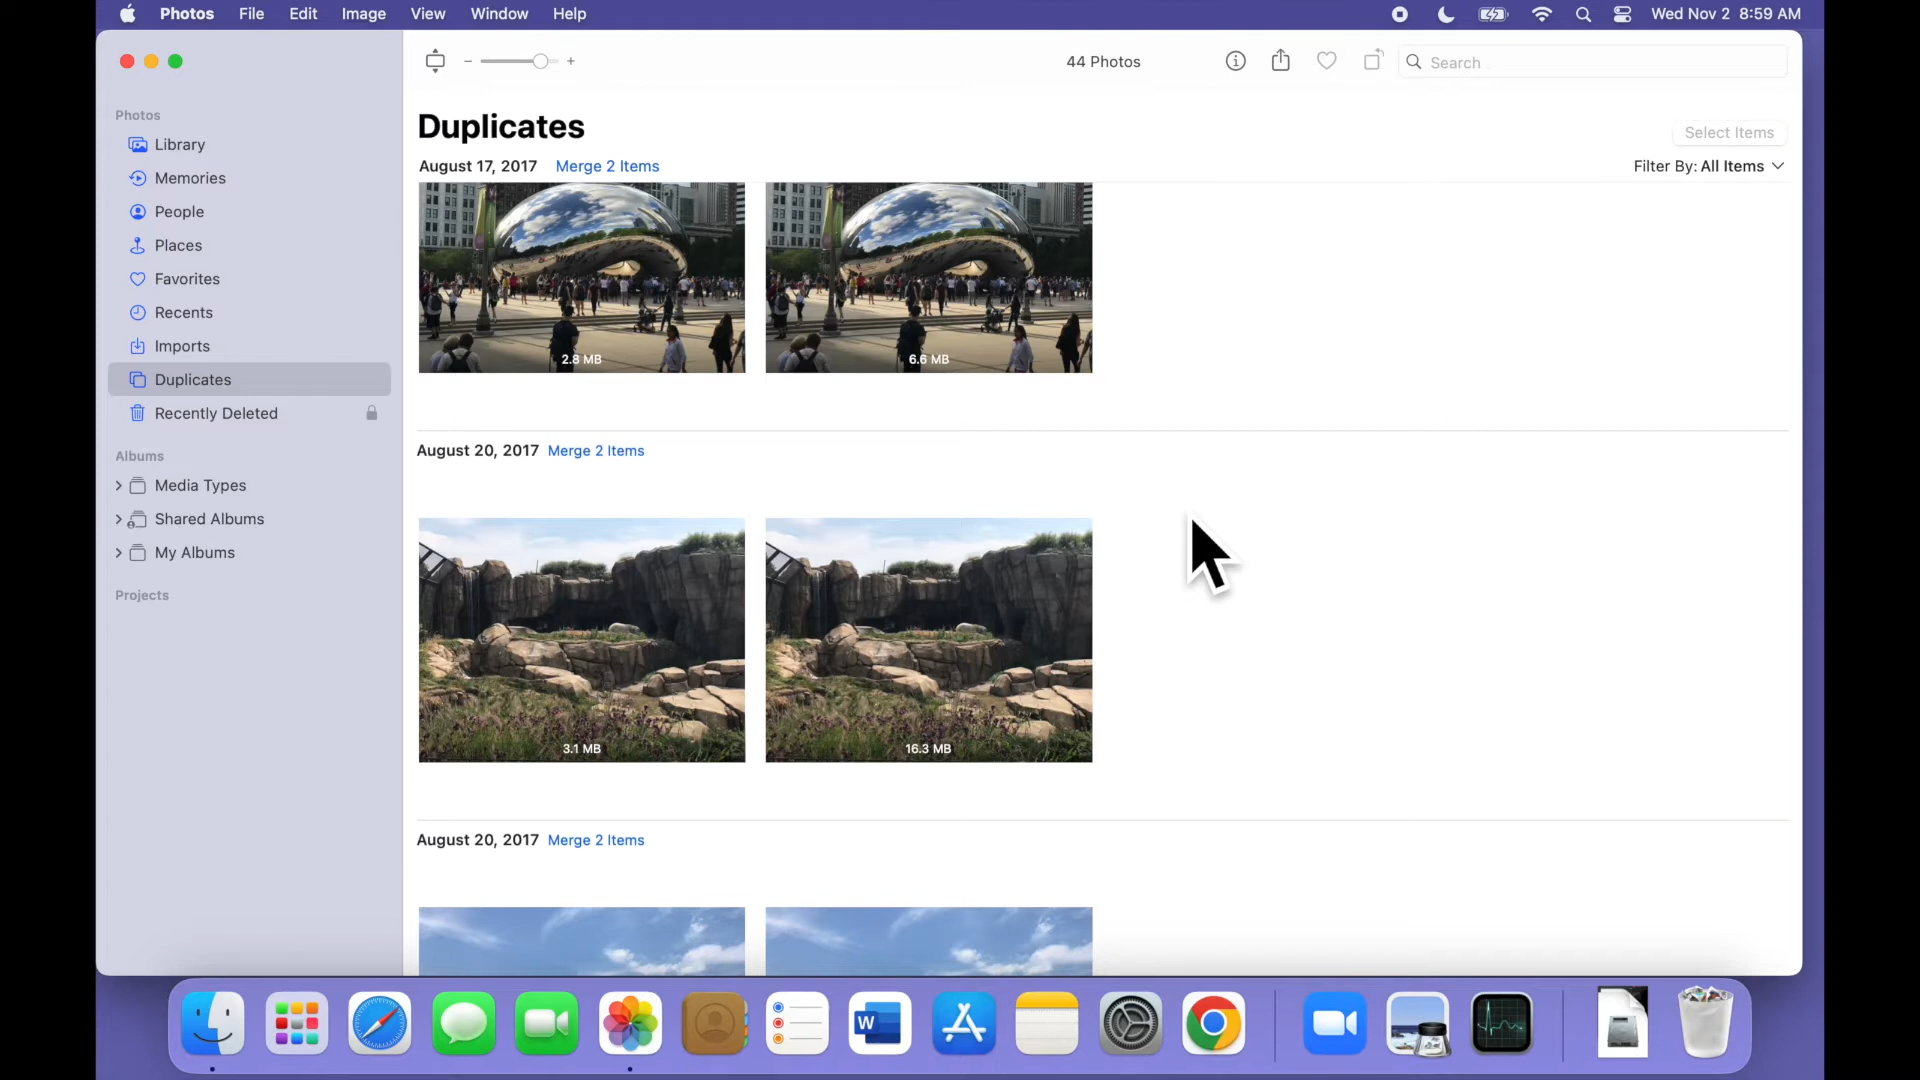 Photos File Edit Image View Window Help Wed Nov 2 8:59 AM
44 Photos
Search
Photos
Library
Memories
People
Places
Favorites
Recents
Imports
Duplicates
Recently Deleted
Albums
Media Types
Shared Albums
My Albums
Projects
Duplicates
Select Items
August 17, 2017 Merge 2 Items
Filter By: All Items
2.8 MB
6.6 MB
August 20, 2017 Merge 2 Items
3.1 MB
16.3 MB
August 20, 2017 Merge 2 Items
W